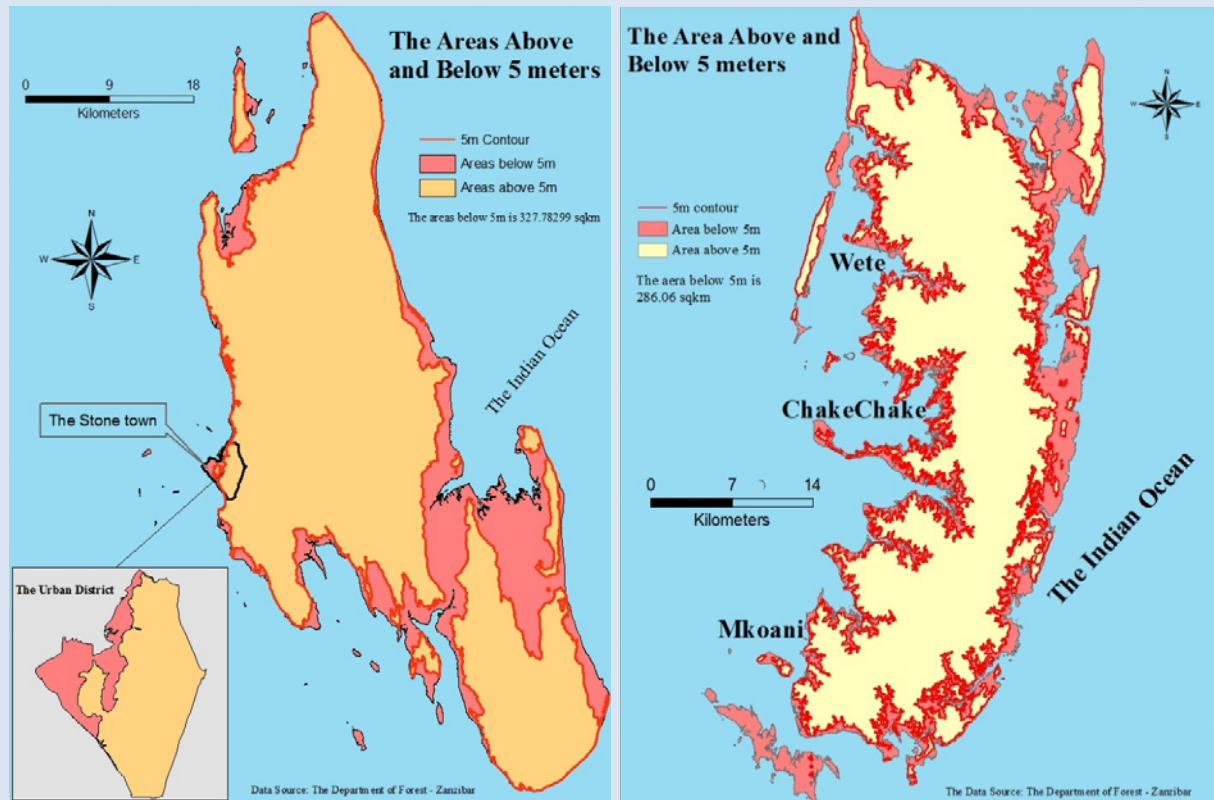 The Areas Above
and Below 5 meters
0 9 18
Kilometers
5m Contour
Areas below 5m
Areas above 5m
The areas below 5m is 327.78299 sqkm
N
W E
S
The Indian Ocean
The Stone town
The Urban District
Data Source: The Department of Forest - Zanzibar
The Area Above and
Below 5 meters
N
W E
S
5m contour
Area below 5m
Area above 5m
The aera below 5m is
286.06 sqkm
Wete
ChakeChake
0 7 14
Kilometers
The Indian Ocean
Mkoani
The Data Source: The Department of Forest - Zanzibar